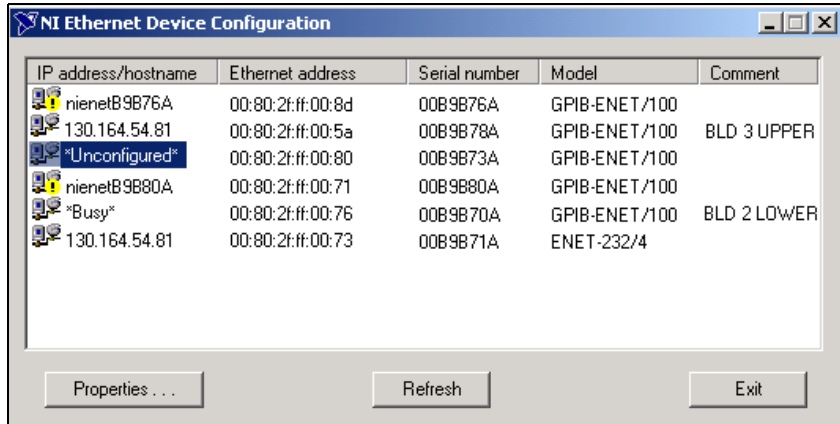 NI Ethernet Device Configuration
IP address/hostname Ethernet address Serial number Model Comment
nienetB9B76A 00:80:2f:ff:00:8d 00B9B76A GPIB-ENET/100
130.164.54.81 00:80:2f:ff:00:5a 00B9B78A GPIB-ENET/100 BLD 3 UPPER
*Unconfigured* 00:80:2f:ff:00:80 00B9B73A GPIB-ENET/100
nienetB9B80A 00:80:2f:ff:00:71 00B9B80A GPIB-ENET/100
*Busy* 00:80:2f:ff:00:76 00B9B70A GPIB-ENET/100 BLD 2 LOWER
130.164.54.81 00:80:2f:ff:00:73 00B9B71A ENET-232/4
Properties . . . Refresh Exit